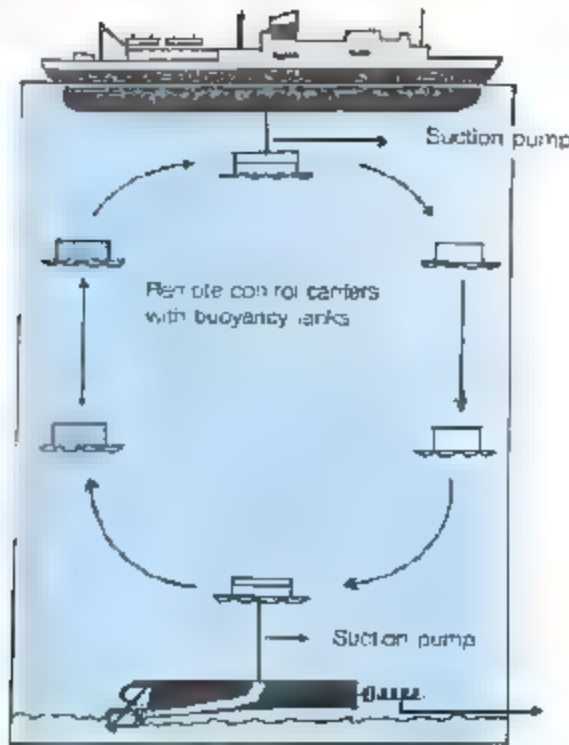 Suction pump
Remote control carriers
with buoyancy tanks
Suction pump